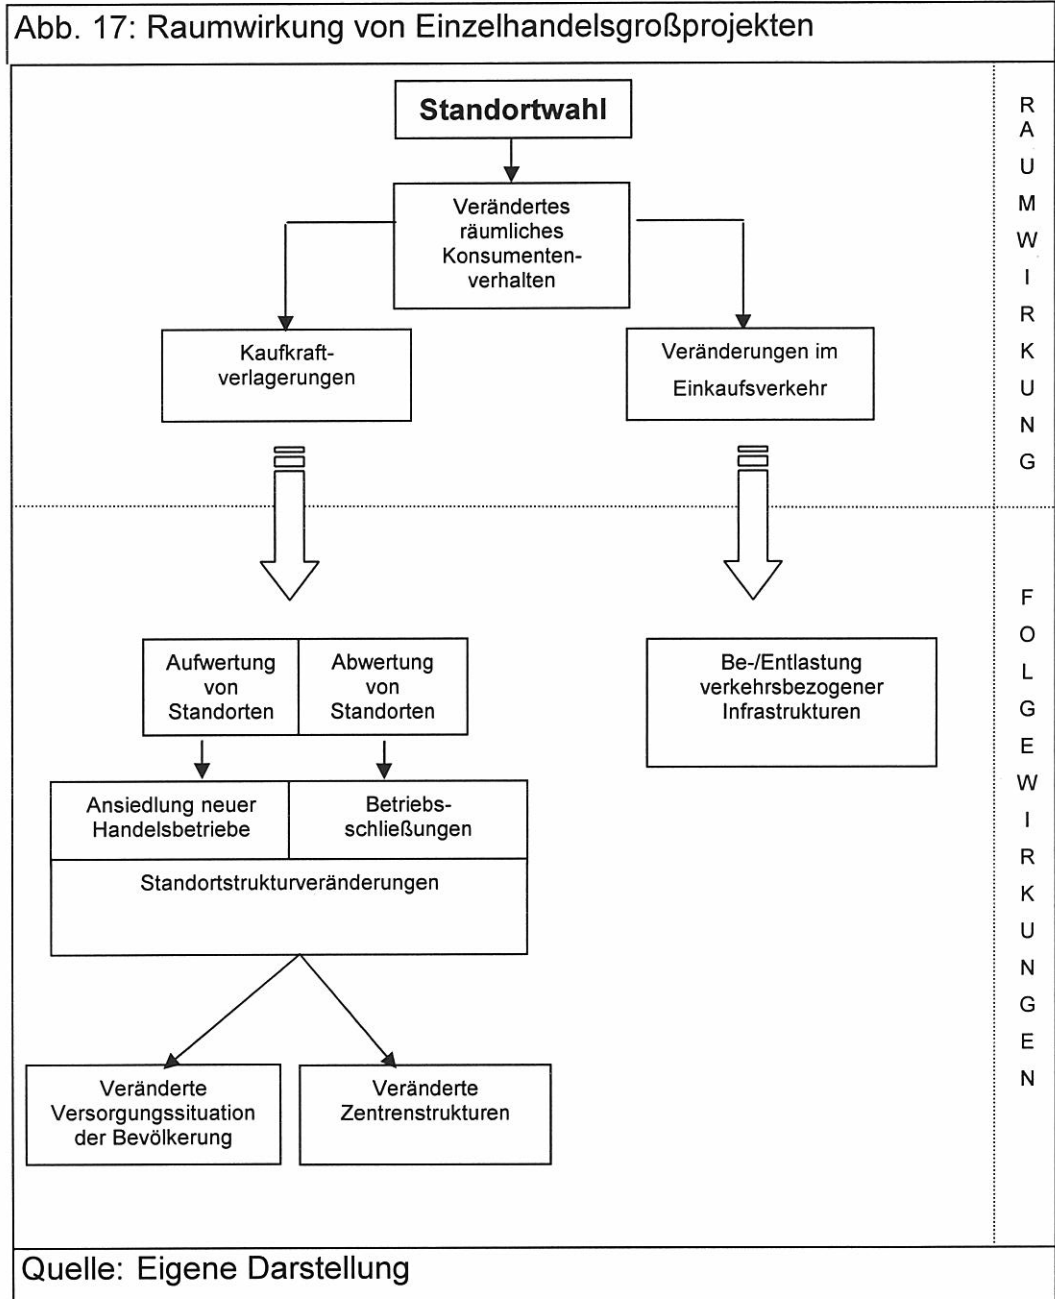 Abb. 17: Raumwirkung von Einzelhandelsgroßprojekten
Standortwahl
Verändertes
räumliches
Konsumenten-
verhalten
Kaufkraft-
verlagerungen
Veränderungen im
Einkaufsverkehr
RAUMWIRKUNG
Aufwertung
von
Standorten
Abwertung
von
Standorten
Be-/Entlastung
verkehrsbezogener
Infrastrukturen
Ansiedlung neuer
Handelsbetriebe
Betriebs-
schließungen
Standortstrukturveränderungen
Veränderte
Versorgungssituation
der Bevölkerung
Veränderte
Zentrenstrukturen
FOLGEWIRKUNGEN
Quelle: Eigene Darstellung